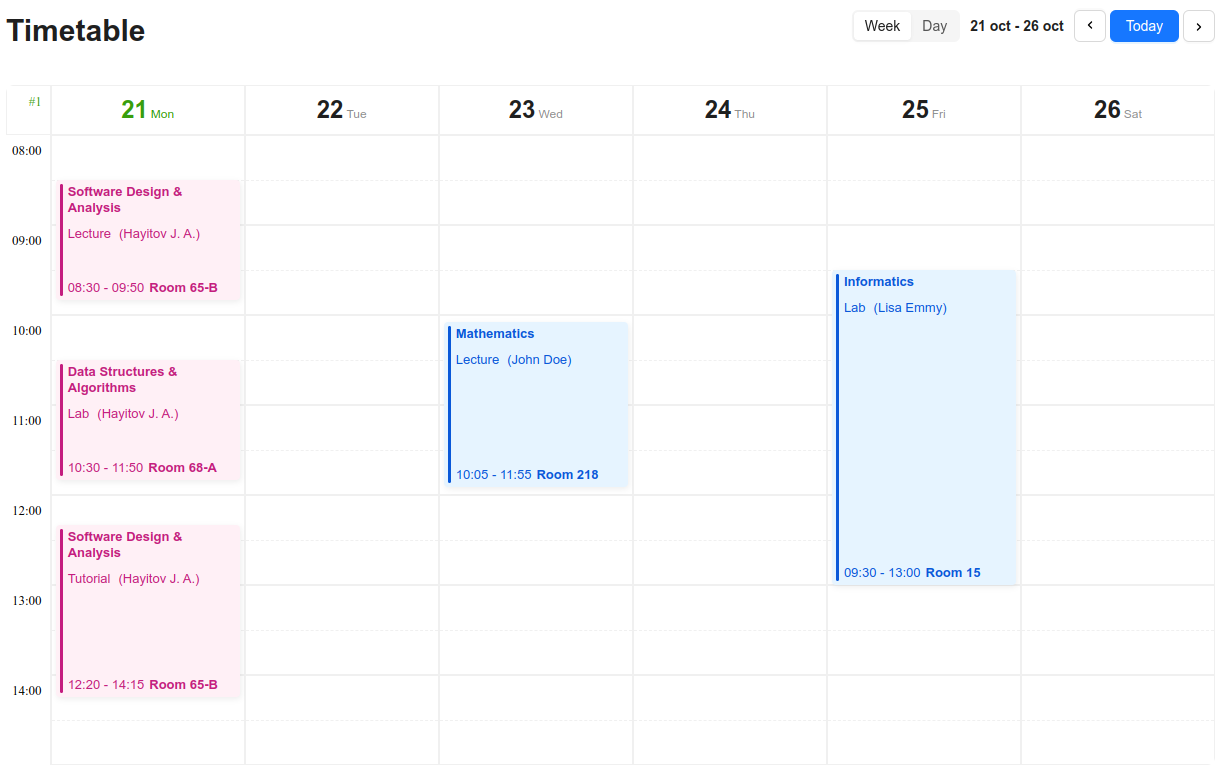 Timetable
Week Day 21 oct - 26 oct Today
#1 21 Mon 22 Tue 23 Wed 24 Thu 25 Fri 26 Sat
08:00
09:00
10:00
11:00
12:00
13:00
14:00
Software Design &
Analysis
Lecture (Hayitov J. A.)
08:30 - 09:50 Room 65-B
Data Structures &
Algorithms
Lab (Hayitov J. A.)
10:30 - 11:50 Room 68-A
Software Design &
Analysis
Tutorial (Hayitov J. A.)
12:20 - 14:15 Room 65-B
Mathematics
Lecture (John Doe)
10:05 - 11:55 Room 218
Informatics
Lab (Lisa Emmy)
09:30 - 13:00 Room 15